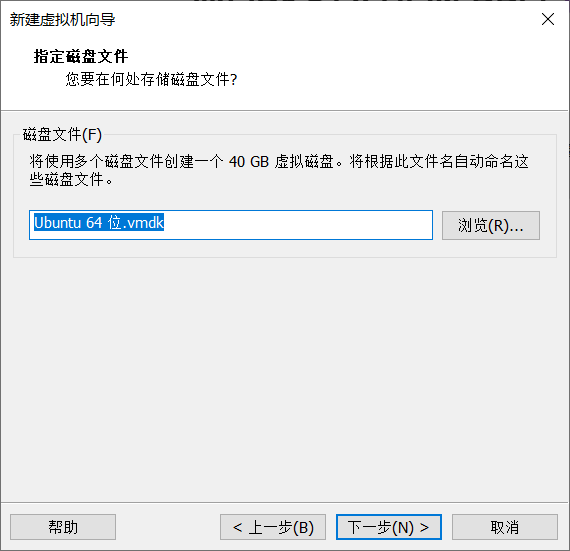 新建虚拟机向导
指定磁盘文件
您要在何处存储磁盘文件?
磁盘文件(F)
将使用多个磁盘文件创建一个 40 GB 虚拟磁盘。将根据此文件名自动命名这
些磁盘文件。
Ubuntu 64 位.vmdk
浏览(R)...
帮助
< 上一步(B)
下一步(N) >
取消